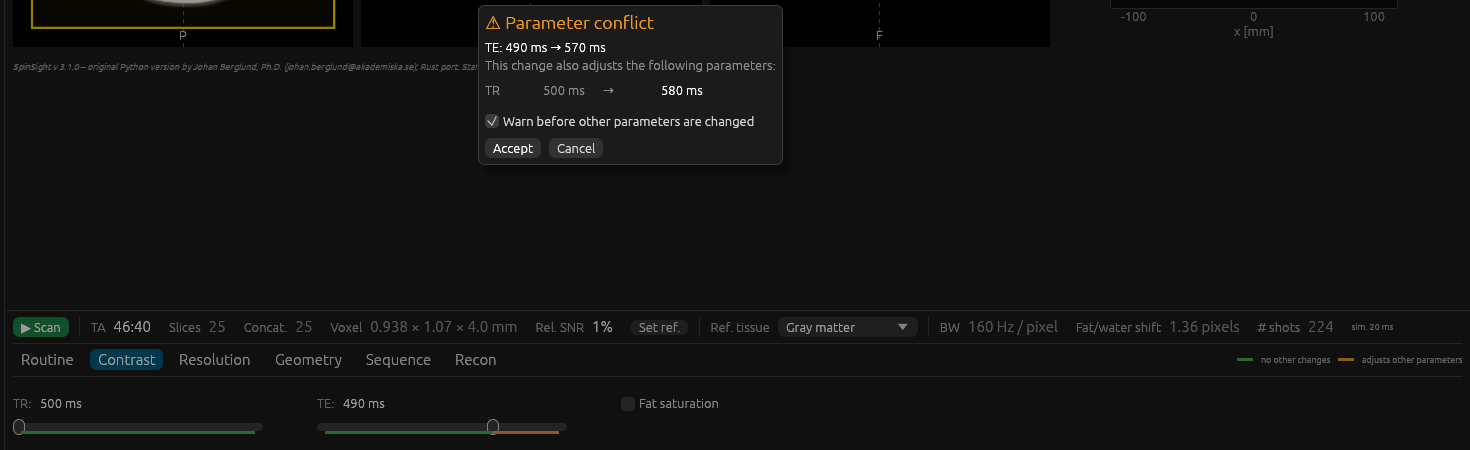 P
F
-100 0 100
x [mm]
⚠ Parameter conflict
TE: 490 ms → 570 ms
This change also adjusts the following parameters:
TR 500 ms → 580 ms
Warn before other parameters are changed
Accept Cancel
SpinSight v 3.1.0 – original Python version by Johan Berglund, Ph.D. (johan.berglund@akademiska.se); Rust port.
▶ Scan TA 46:40 Slices 25 Concat. 25 Voxel 0.938 × 1.07 × 4.0 mm Rel. SNR 1% Set ref. Ref. tissue Gray matter BW 160 Hz / pixel Fat/water shift 1.36 pixels # shots 224 sim. 20 ms
Routine Contrast Resolution Geometry Sequence Recon no other changes adjusts other parameters
TR: 500 ms TE: 490 ms Fat saturation